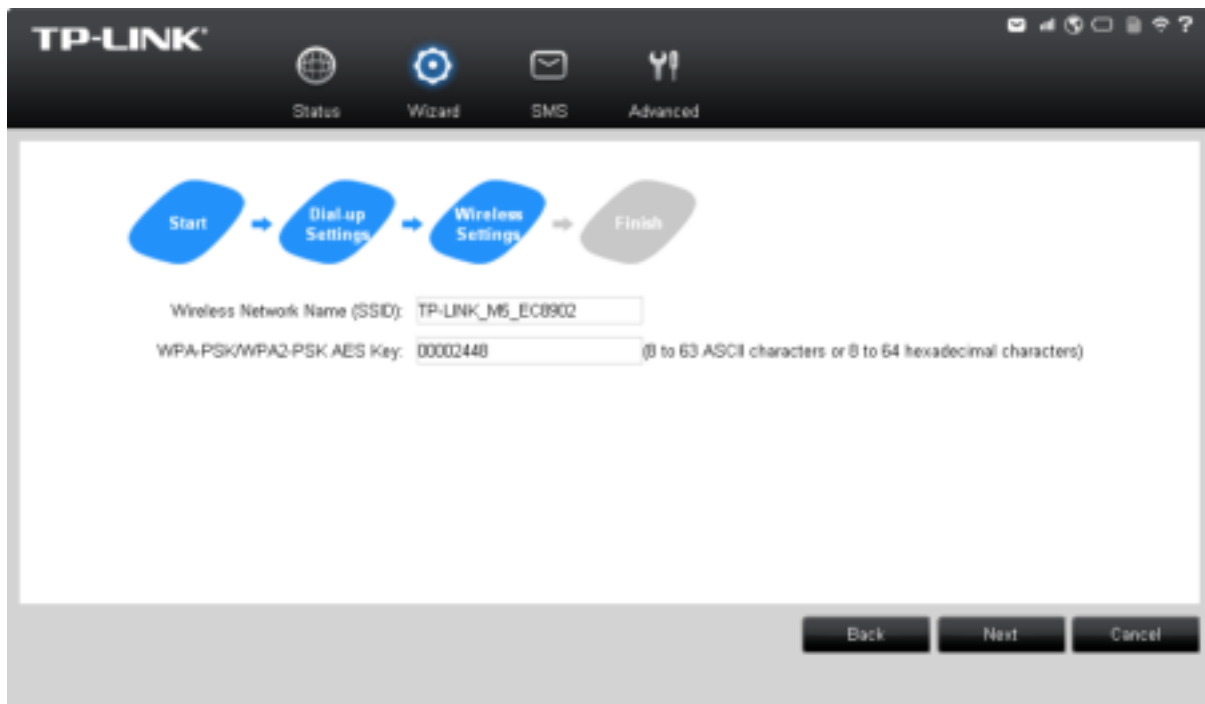 TP-LINK
Status Wizard SMS Advanced
Start
Dial-up
Settings
Wireless
Settings
Finish
Wireless Network Name (SSID): TP-LINK_M5_EC8902
WPA-PSK/WPA2-PSK AES Key: 00002448 (8 to 63 ASCII characters or 8 to 64 hexadecimal characters)
Back Next Cancel